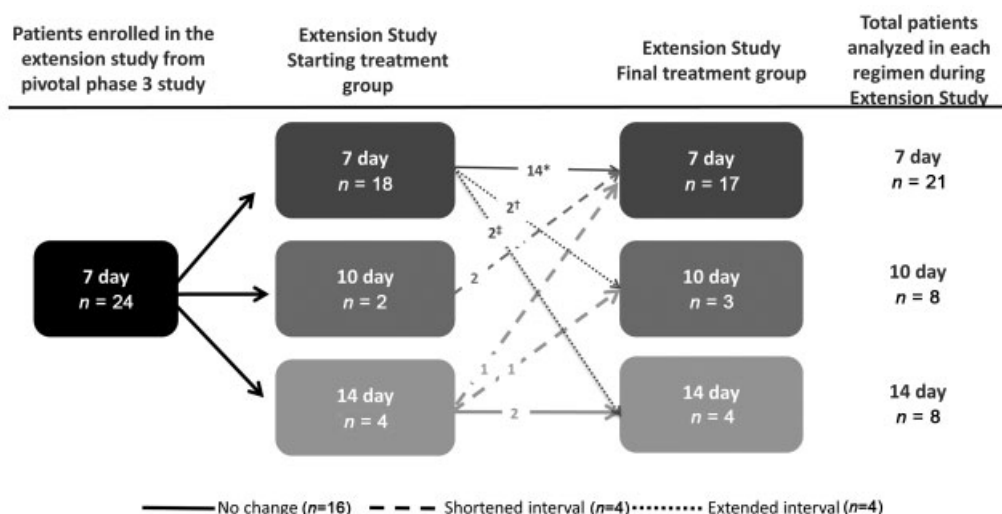 Patients enrolled in the
extension study from
pivotal phase 3 study
Extension Study
Starting treatment
group
Extension Study
Final treatment group
Total patients
analyzed in each
regimen during
Extension Study
7 day
n = 24
7 day
n = 18
10 day
n = 2
14 day
n = 4
14*
2†
2‡
2
1
1
2
7 day
n = 17
10 day
n = 3
14 day
n = 4
7 day
n = 21
10 day
n = 8
14 day
n = 8
No change (n=16) Shortened interval (n=4) Extended interval (n=4)